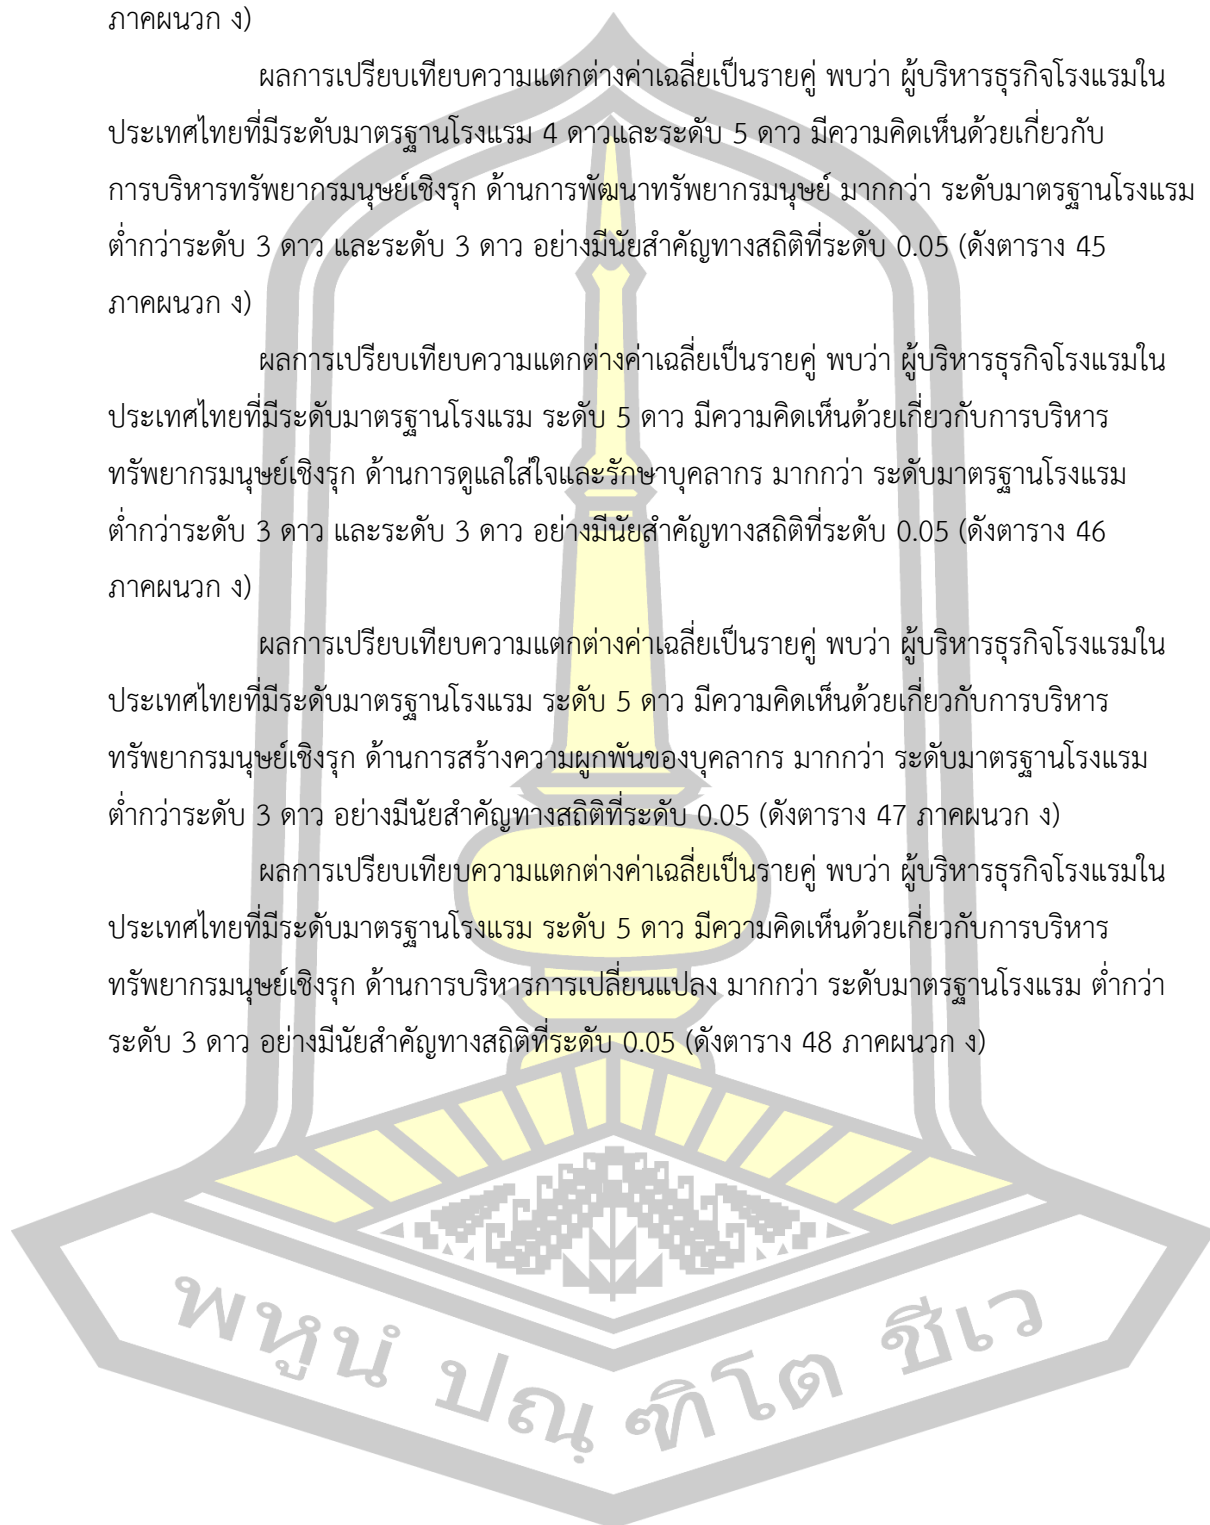 ภาคผนวก ง)
ผลการเปรียบเทียบความแตกต่างค่าเฉลี่ยเป็นรายคู่ พบว่า ผู้บริหารธุรกิจโรงแรมใน
ประเทศไทยที่มีระดับมาตรฐานโรงแรม 4 ดาวและระดับ 5 ดาว มีความคิดเห็นด้วยเกี่ยวกับ
การบริหารทรัพยากรมนุษย์เชิงรุก ด้านการพัฒนาทรัพยากรมนุษย์ มากกว่า ระดับมาตรฐานโรงแรม
ต่ำกว่าระดับ 3 ดาว และระดับ 3 ดาว อย่างมีนัยสำคัญทางสถิติที่ระดับ 0.05 (ดังตาราง 45
ภาคผนวก ง)
ผลการเปรียบเทียบความแตกต่างค่าเฉลี่ยเป็นรายคู่ พบว่า ผู้บริหารธุรกิจโรงแรมใน
ประเทศไทยที่มีระดับมาตรฐานโรงแรม ระดับ 5 ดาว มีความคิดเห็นด้วยเกี่ยวกับการบริหาร
ทรัพยากรมนุษย์เชิงรุก ด้านการดูแลใส่ใจและรักษาบุคลากร มากกว่า ระดับมาตรฐานโรงแรม
ต่ำกว่าระดับ 3 ดาว และระดับ 3 ดาว อย่างมีนัยสำคัญทางสถิติที่ระดับ 0.05 (ดังตาราง 46
ภาคผนวก ง)
ผลการเปรียบเทียบความแตกต่างค่าเฉลี่ยเป็นรายคู่ พบว่า ผู้บริหารธุรกิจโรงแรมใน
ประเทศไทยที่มีระดับมาตรฐานโรงแรม ระดับ 5 ดาว มีความคิดเห็นด้วยเกี่ยวกับการบริหาร
ทรัพยากรมนุษย์เชิงรุก ด้านการสร้างความผูกพันของบุคลากร มากกว่า ระดับมาตรฐานโรงแรม
ต่ำกว่าระดับ 3 ดาว อย่างมีนัยสำคัญทางสถิติที่ระดับ 0.05 (ดังตาราง 47 ภาคผนวก ง)
ผลการเปรียบเทียบความแตกต่างค่าเฉลี่ยเป็นรายคู่ พบว่า ผู้บริหารธุรกิจโรงแรมใน
ประเทศไทยที่มีระดับมาตรฐานโรงแรม ระดับ 5 ดาว มีความคิดเห็นด้วยเกี่ยวกับการบริหาร
ทรัพยากรมนุษย์เชิงรุก ด้านการบริหารการเปลี่ยนแปลง มากกว่า ระดับมาตรฐานโรงแรม ต่ำกว่า
ระดับ 3 ดาว อย่างมีนัยสำคัญทางสถิติที่ระดับ 0.05 (ดังตาราง 48 ภาคผนวก ง)
พหูนํ ปณฺฑิโต ชีเว